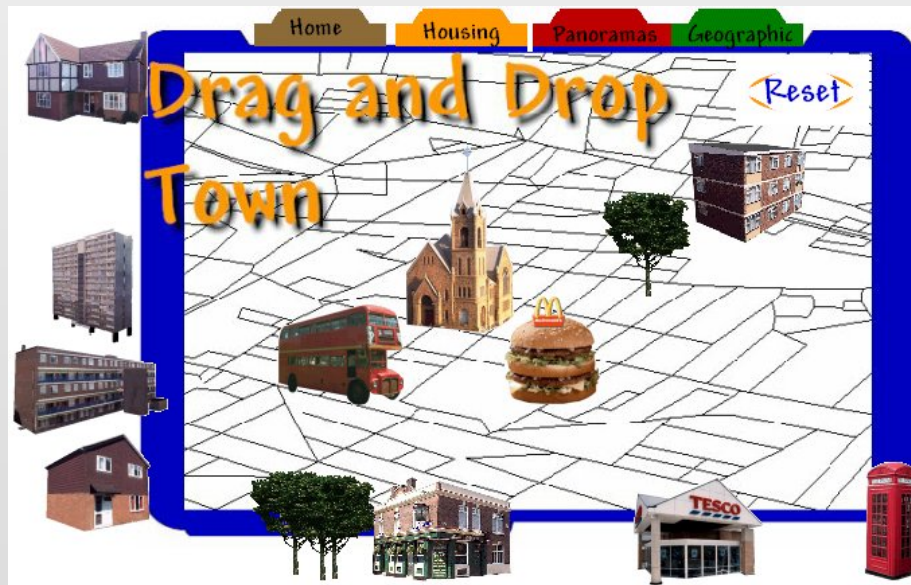 Home
Housing
Panoramas
Geographic
Drag and Drop
Town
Reset
TESCO